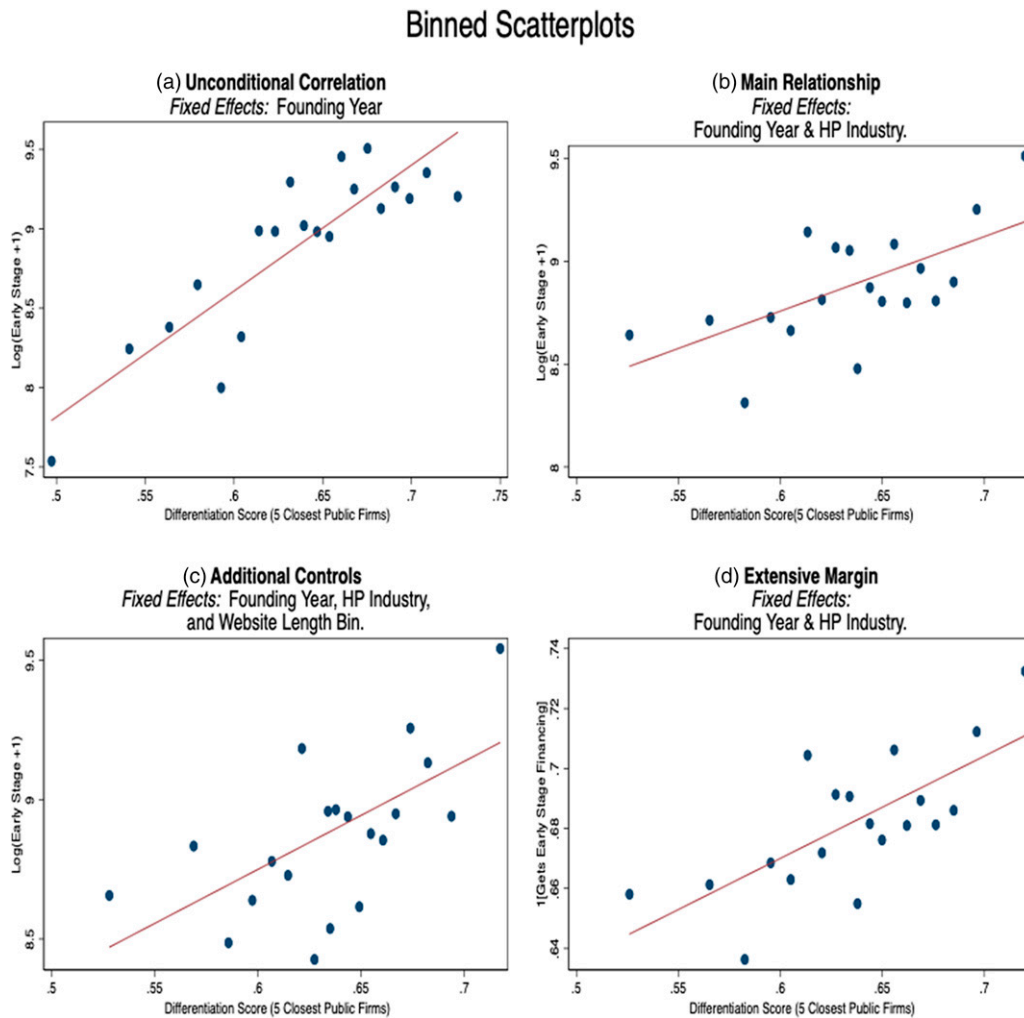 Binned Scatterplots
(a) Unconditional Correlation
Fixed Effects: Founding Year
Log(Early Stage +1)
9.5
9
8.5
8
7.5
.5 .55 .6 .65 .7 .75
Differentiation Score (5 Closest Public Firms)
(b) Main Relationship
Fixed Effects:
Founding Year & HP Industry.
Log(Early Stage +1)
9.5
9
8.5
8
.5 .55 .6 .65 .7
Differentiation Score(5 Closest Public Firms)
(c) Additional Controls
Fixed Effects: Founding Year, HP Industry,
and Website Length Bin.
Log(Early Stage +1)
9.5
9
8.5
.5 .55 .6 .65 .7
Differentiation Score (5 Closest Public Firms)
(d) Extensive Margin
Fixed Effects:
Founding Year & HP Industry.
1[Gets Early Stage Financing]
.74
.72
.7
.68
.66
.64
.5 .55 .6 .65 .7
Differentiation Score (5 Closest Public Firms)